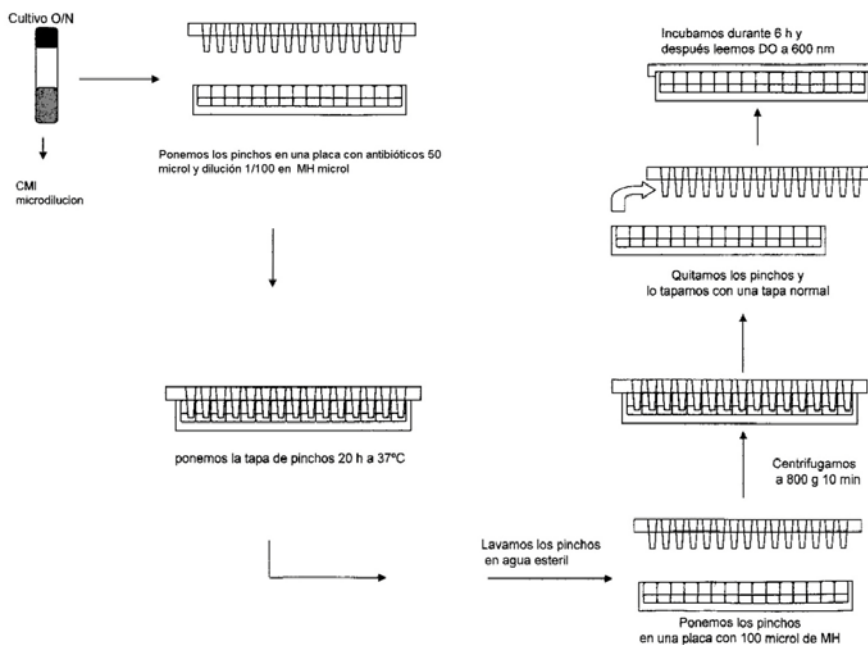 Cultivo O/N
CMI
microdilucion
Ponemos los pinchos en una placa con antibióticos 50
microl y dilución 1/100 en MH microl
ponemos la tapa de pinchos 20 h a 37ºC
Lavamos los pinchos
en agua esteril
Ponemos los pinchos
en una placa con 100 microl de MH
Centrifugamos
a 800 g 10 min
Quitamos los pinchos y
lo tapamos con una tapa normal
Incubamos durante 6 h y
después leemos DO a 600 nm